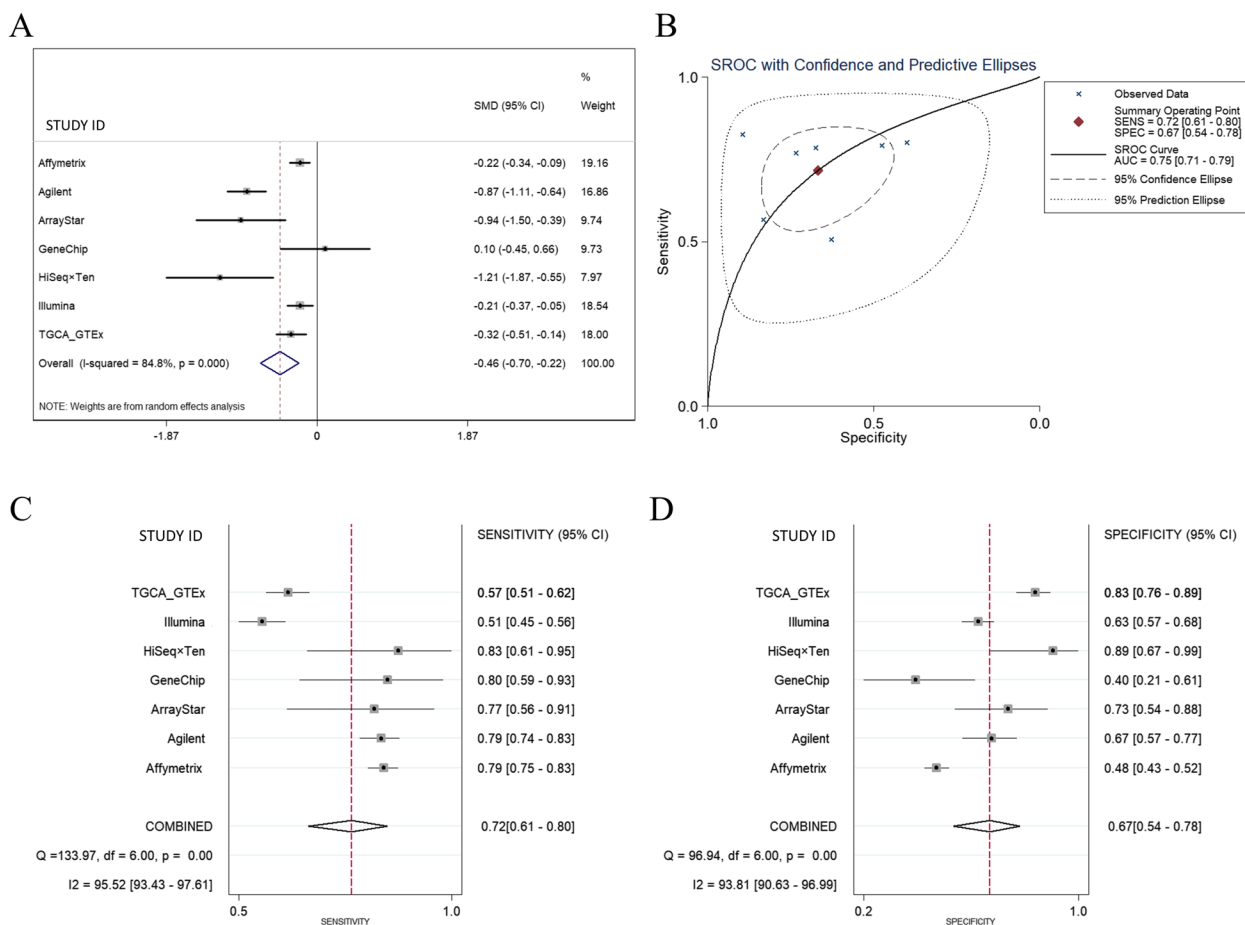 A
%
SMD (95% CI) Weight
STUDY ID
Affymetrix -0.22 (-0.34, -0.09) 19.16
Agilent -0.87 (-1.11, -0.64) 16.86
ArrayStar -0.94 (-1.50, -0.39) 9.74
GeneChip 0.10 (-0.45, 0.66) 9.73
HiSeq×Ten -1.21 (-1.87, -0.55) 7.97
Illumina -0.21 (-0.37, -0.05) 18.54
TGCA_GTEx -0.32 (-0.51, -0.14) 18.00
Overall (I-squared = 84.8%, p = 0.000) -0.46 (-0.70, -0.22) 100.00
NOTE: Weights are from random effects analysis
-1.87 0 1.87
B
SROC with Confidence and Predictive Ellipses
1.0
0.5
0.0
Sensitivity
1.0 0.5 0.0
Specificity
Observed Data
Summary Operating Point
SENS = 0.72 [0.61 - 0.80]
SPEC = 0.67 [0.54 - 0.78]
SROC Curve
AUC = 0.75 [0.71 - 0.79]
95% Confidence Ellipse
95% Prediction Ellipse
C
STUDY ID SENSITIVITY (95% CI)
TGCA_GTEx 0.57 [0.51 - 0.62]
Illumina 0.51 [0.45 - 0.56]
HiSeq×Ten 0.83 [0.61 - 0.95]
GeneChip 0.80 [0.59 - 0.93]
ArrayStar 0.77 [0.56 - 0.91]
Agilent 0.79 [0.74 - 0.83]
Affymetrix 0.79 [0.75 - 0.83]
COMBINED 0.72[0.61 - 0.80]
Q =133.97, df = 6.00, p = 0.00
I2 = 95.52 [93.43 - 97.61]
0.5 1.0
SENSITIVITY
D
STUDY ID SPECIFICITY (95% CI)
TGCA_GTEx 0.83 [0.76 - 0.89]
Illumina 0.63 [0.57 - 0.68]
HiSeq×Ten 0.89 [0.67 - 0.99]
GeneChip 0.40 [0.21 - 0.61]
ArrayStar 0.73 [0.54 - 0.88]
Agilent 0.67 [0.57 - 0.77]
Affymetrix 0.48 [0.43 - 0.52]
COMBINED 0.67[0.54 - 0.78]
Q = 96.94, df = 6.00, p = 0.00
I2 = 93.81 [90.63 - 96.99]
0.2 1.0
SPECIFICITY